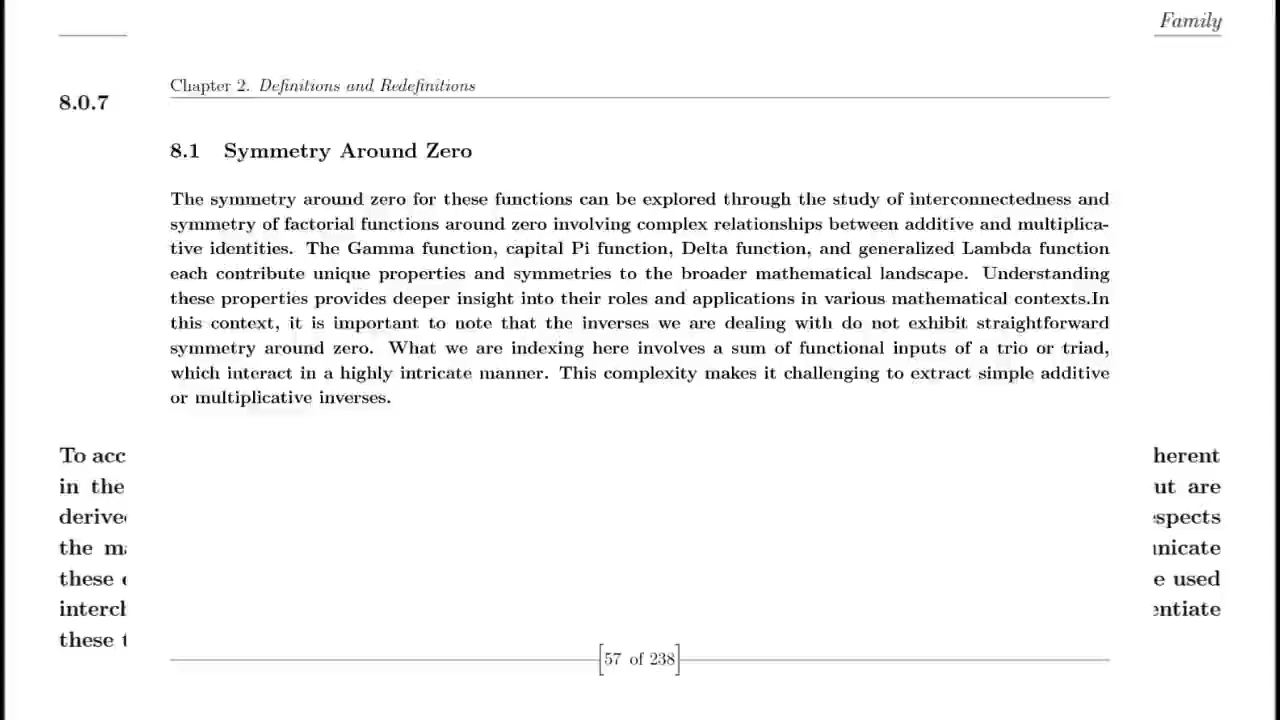 Family
8.0.7
Chapter 2. Definitions and Redefinitions
8.1 Symmetry Around Zero
The symmetry around zero for these functions can be explored through the study of interconnectedness and
symmetry of factorial functions around zero involving complex relationships between additive and multiplica-
tive identities. The Gamma function, capital Pi function, Delta function, and generalized Lambda function
each contribute unique properties and symmetries to the broader mathematical landscape. Understanding
these properties provides deeper insight into their roles and applications in various mathematical contexts.In
this context, it is important to note that the inverses we are dealing with do not exhibit straightforward
symmetry around zero. What we are indexing here involves a sum of functional inputs of a trio or triad,
which interact in a highly intricate manner. This complexity makes it challenging to extract simple additive
or multiplicative inverses.
To acc herent
in the ut are
derive spects
the m nicate
these e used
interch entiate
these t
57 of 238